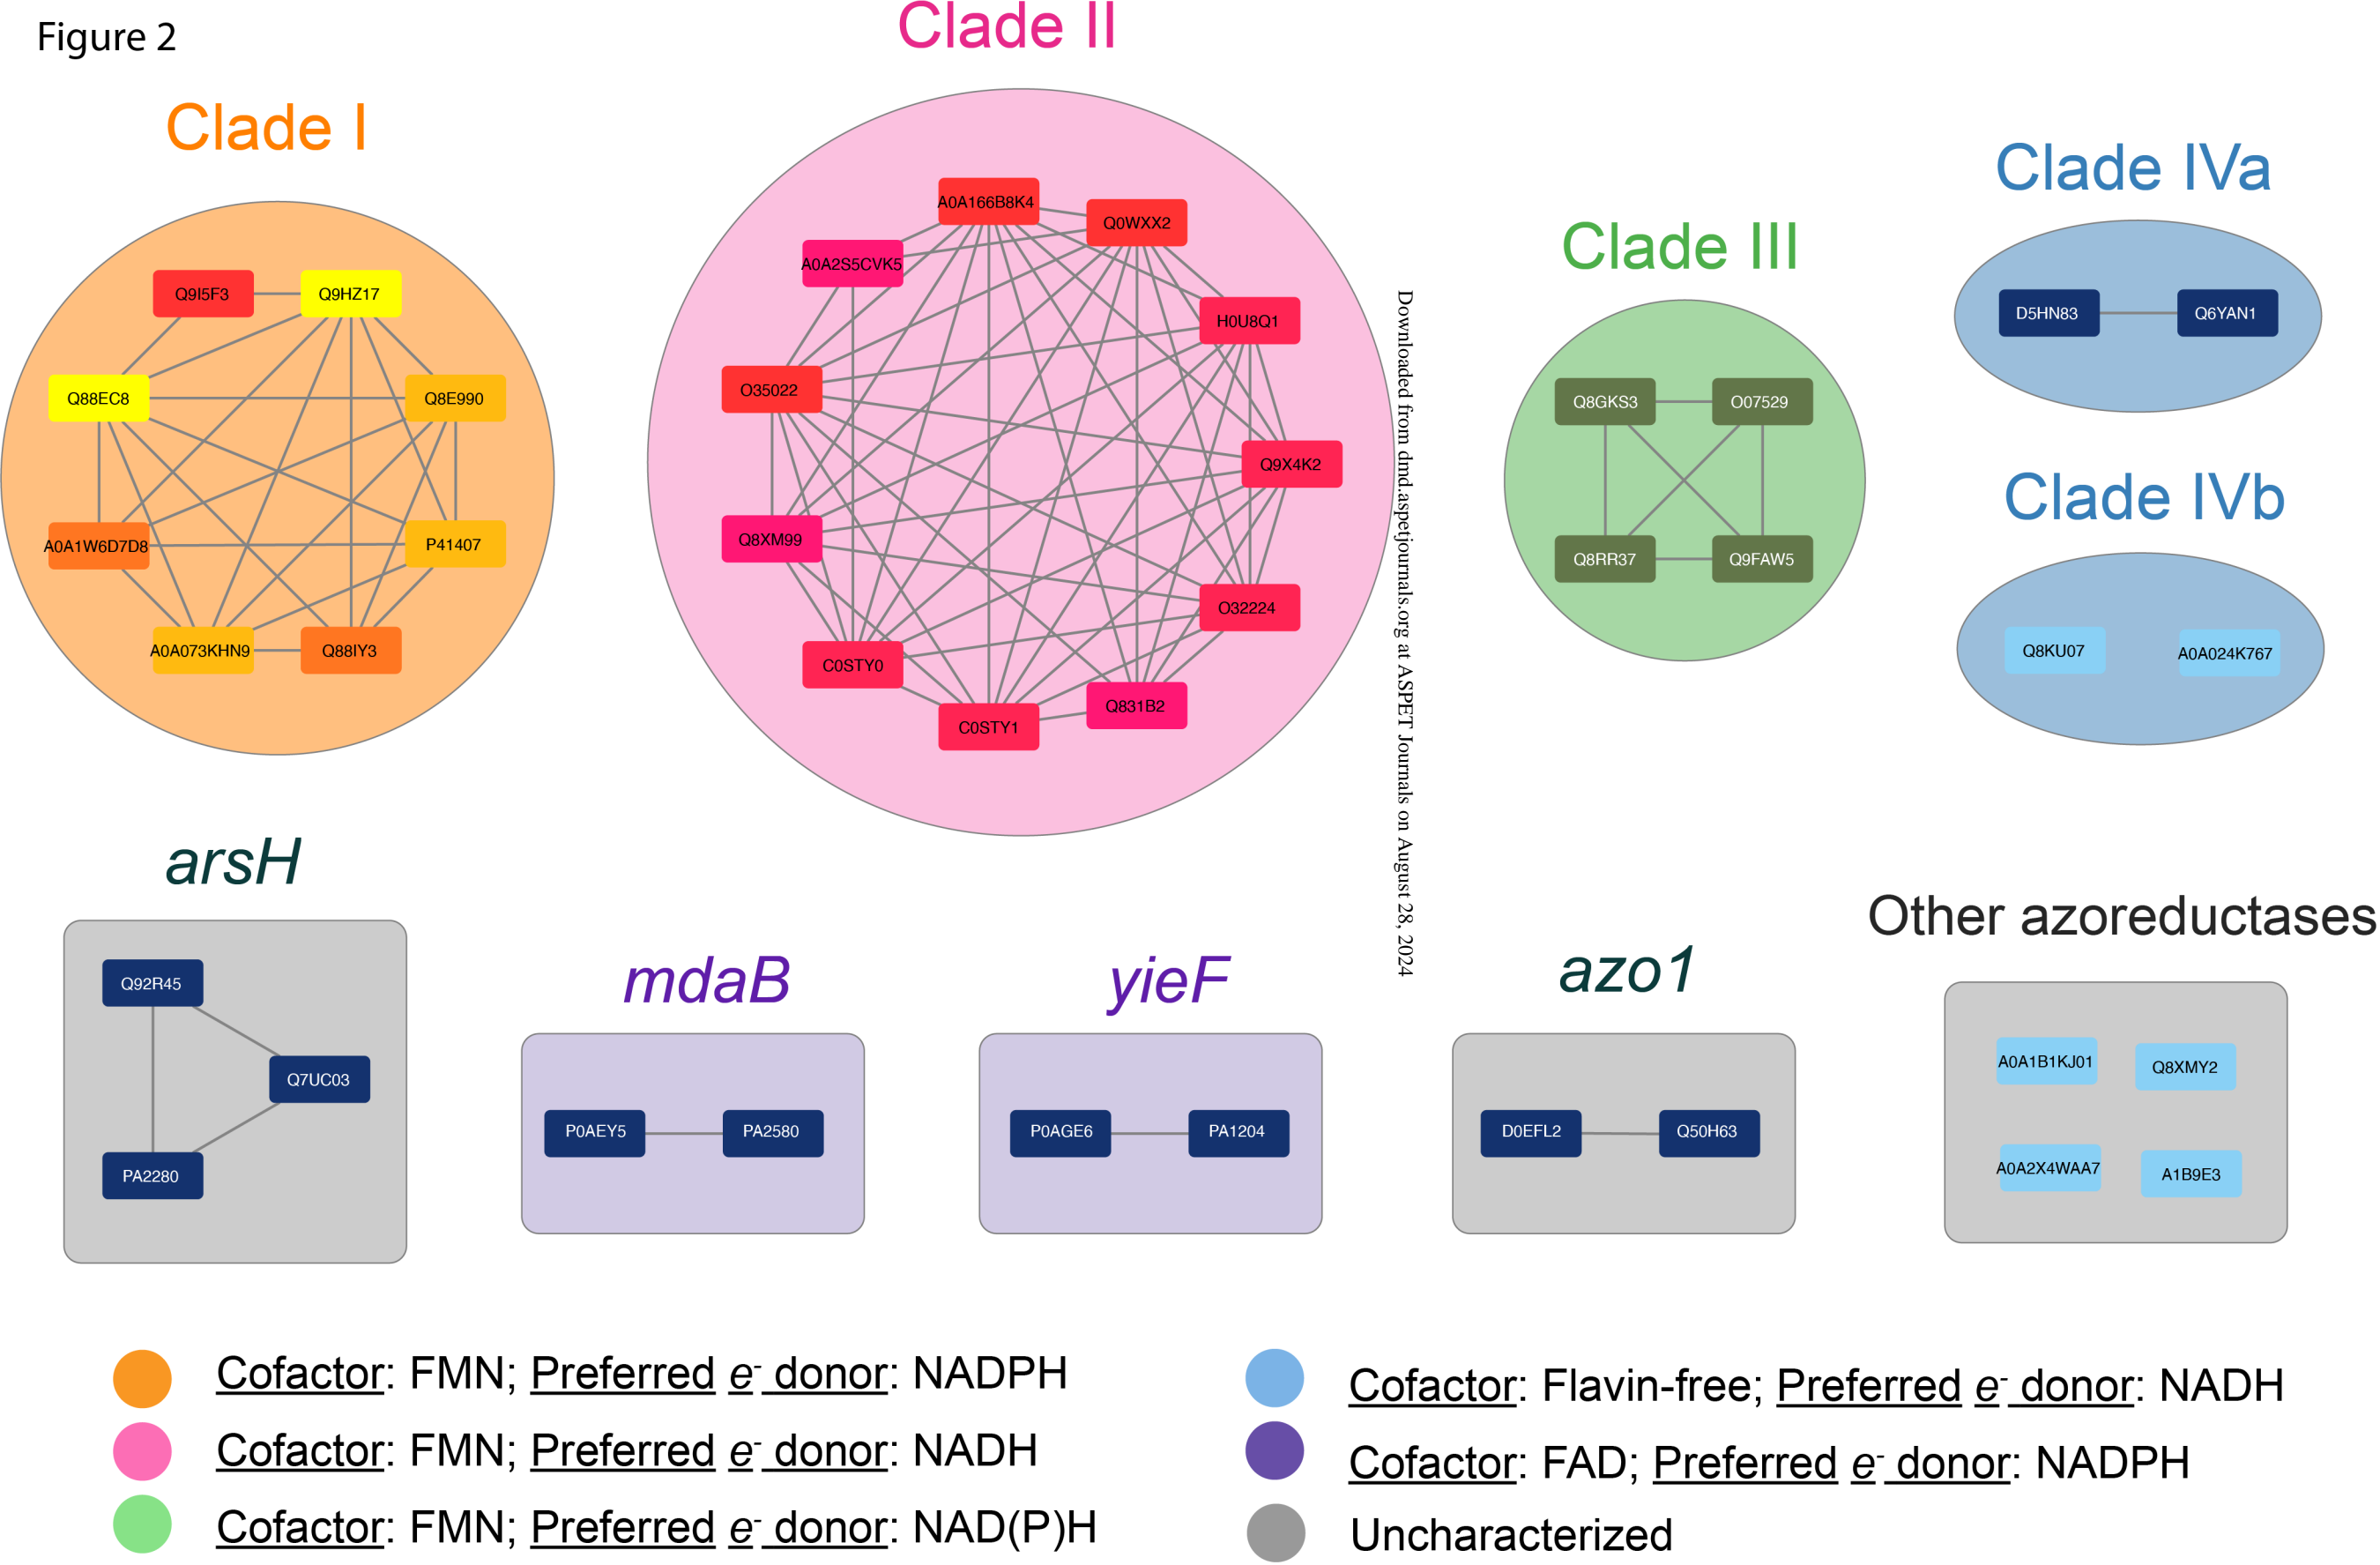 Figure 2
Clade I
Clade II
Clade III
Clade IVa
Clade IVb
Q9I5F3
Q9HZ17
Q88EC8
Q8E990
A0A1W6D7D8
P41407
A0A073KHN9
Q88IY3
A0A166B8K4
Q0WXX2
A0A2S5CVK5
H0U8Q1
O35022
Q9X4K2
Q8XM99
O32224
C0STY0
Q831B2
C0STY1
Q8GKS3
O07529
Q8RR37
Q9FAW5
D5HN83
Q6YAN1
Q8KU07
A0A024K767
Downloaded from dmd.aspetjournals.org at ASPET Journals on August 28, 2024
arsH
Q92R45
Q7UC03
PA2280
mdaB
P0AEY5
PA2580
yieF
P0AGE6
PA1204
azo1
D0EFL2
Q50H63
Other azoreductases
A0A1B1KJ01
Q8XMY2
A0A2X4WAA7
A1B9E3
Cofactor: FMN; Preferred e- donor: NADPH
Cofactor: FMN; Preferred e- donor: NADH
Cofactor: FMN; Preferred e- donor: NAD(P)H
Cofactor: Flavin-free; Preferred e- donor: NADH
Cofactor: FAD; Preferred e- donor: NADPH
Uncharacterized